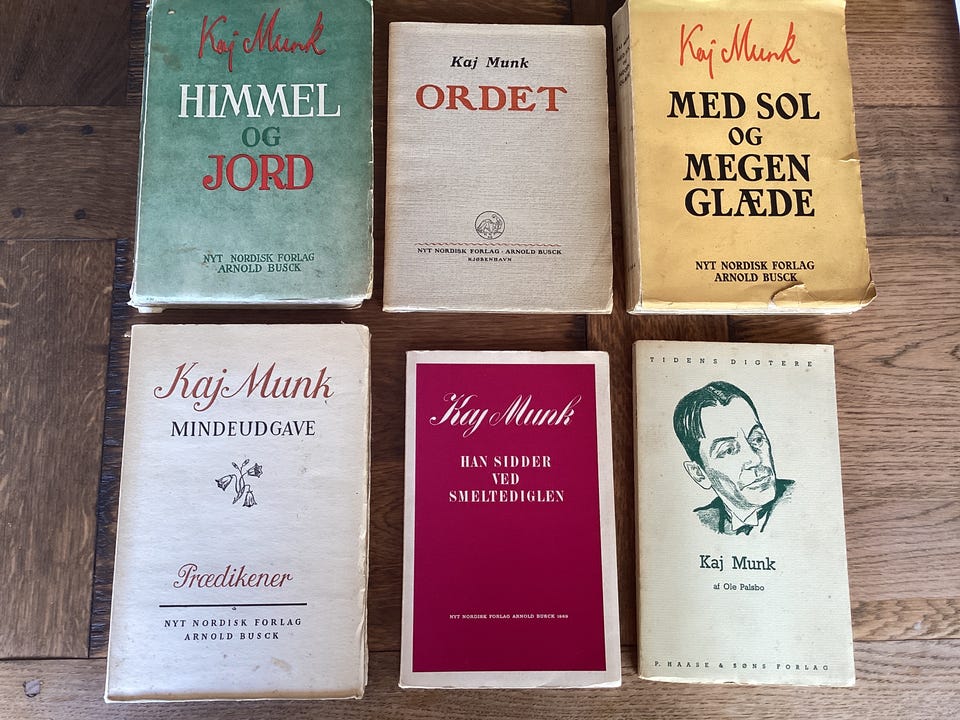 Kaj Munk
HIMMEL
OG
JORD
NYT NORDISK FORLAG
ARNOLD BUSCK
Kaj Munk
ORDET
NYT NORDISK FORLAG · ARNOLD BUSCK
KJØBENHAVN
Kaj Munk
MED SOL
OG
MEGEN
GLÆDE
NYT NORDISK FORLAG
ARNOLD BUSCK
Kaj Munk
MINDEUDGAVE
Prædikener
NYT NORDISK FORLAG
ARNOLD BUSCK
Kaj Munk
HAN SIDDER
VED
SMELTEDIGLEN
NYT NORDISK FORLAG ARNOLD BUSCK
TIDENS DIGTERE
Kaj Munk
af Ole Palsbo
P. HAASE & SØNS FORLAG